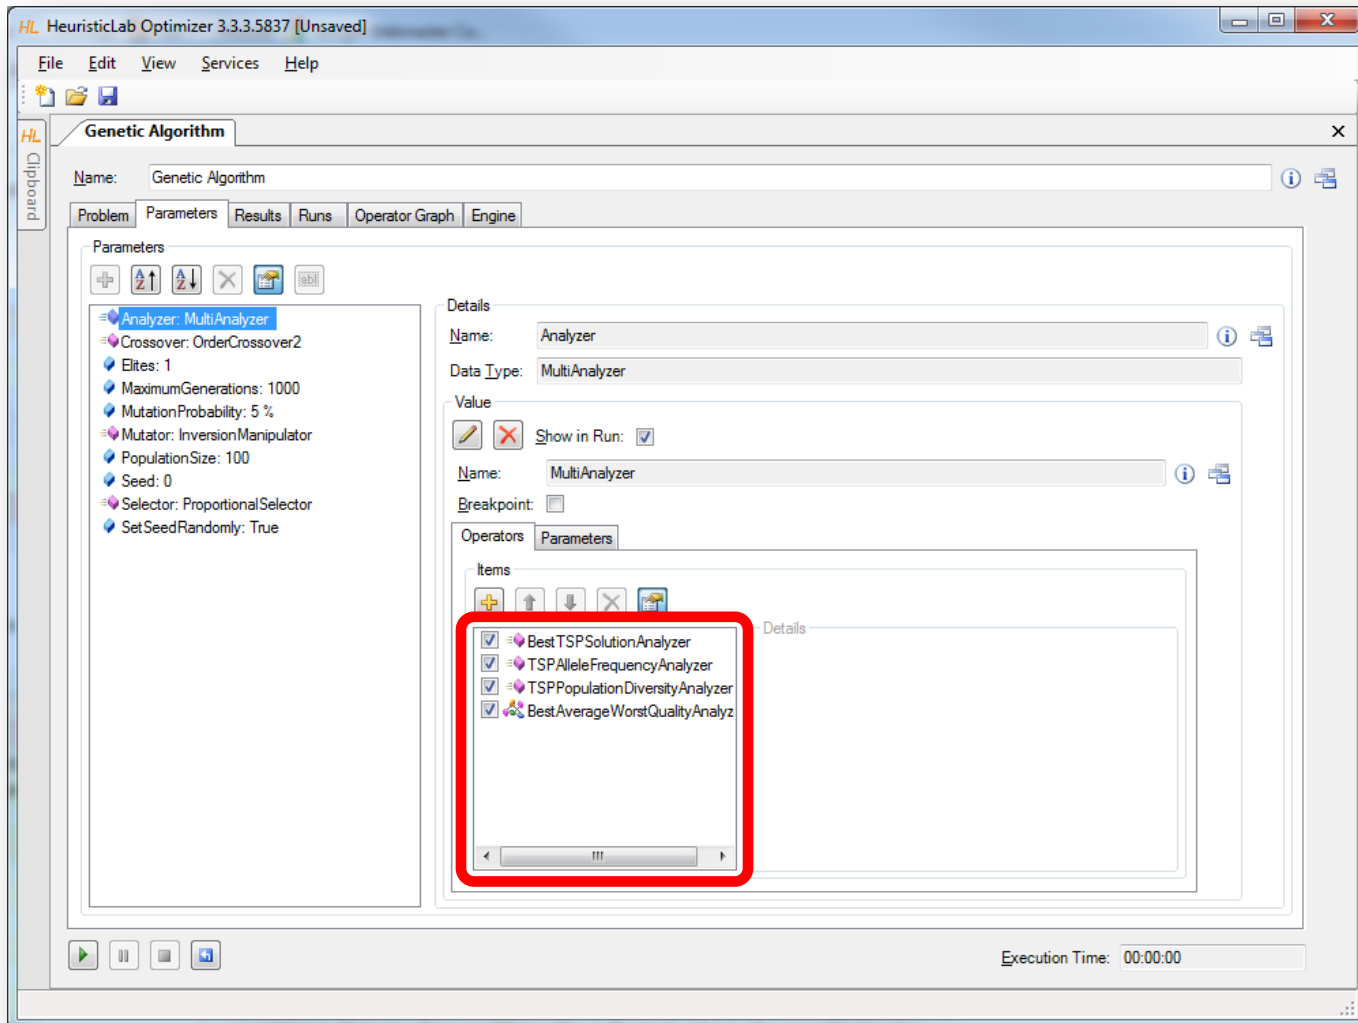 HL HeuristicLab Optimizer 3.3.3.5837 [Unsaved]
File Edit View Services Help
HL Clipboard
Genetic Algorithm
Name: Genetic Algorithm
Problem Parameters Results Runs Operator Graph Engine
Parameters
Analyzer: MultiAnalyzer
Crossover: OrderCrossover2
Elites: 1
MaximumGenerations: 1000
MutationProbability: 5 %
Mutator: InversionManipulator
PopulationSize: 100
Seed: 0
Selector: ProportionalSelector
SetSeedRandomly: True
Details
Name: Analyzer
Data Type: MultiAnalyzer
Value
Show in Run:
Name: MultiAnalyzer
Breakpoint:
Operators Parameters
Items
BestTSPSolutionAnalyzer
TSPAlleleFrequencyAnalyzer
TSPPopulationDiversityAnalyzer
BestAverageWorstQualityAnalyz
Details
Execution Time: 00:00:00